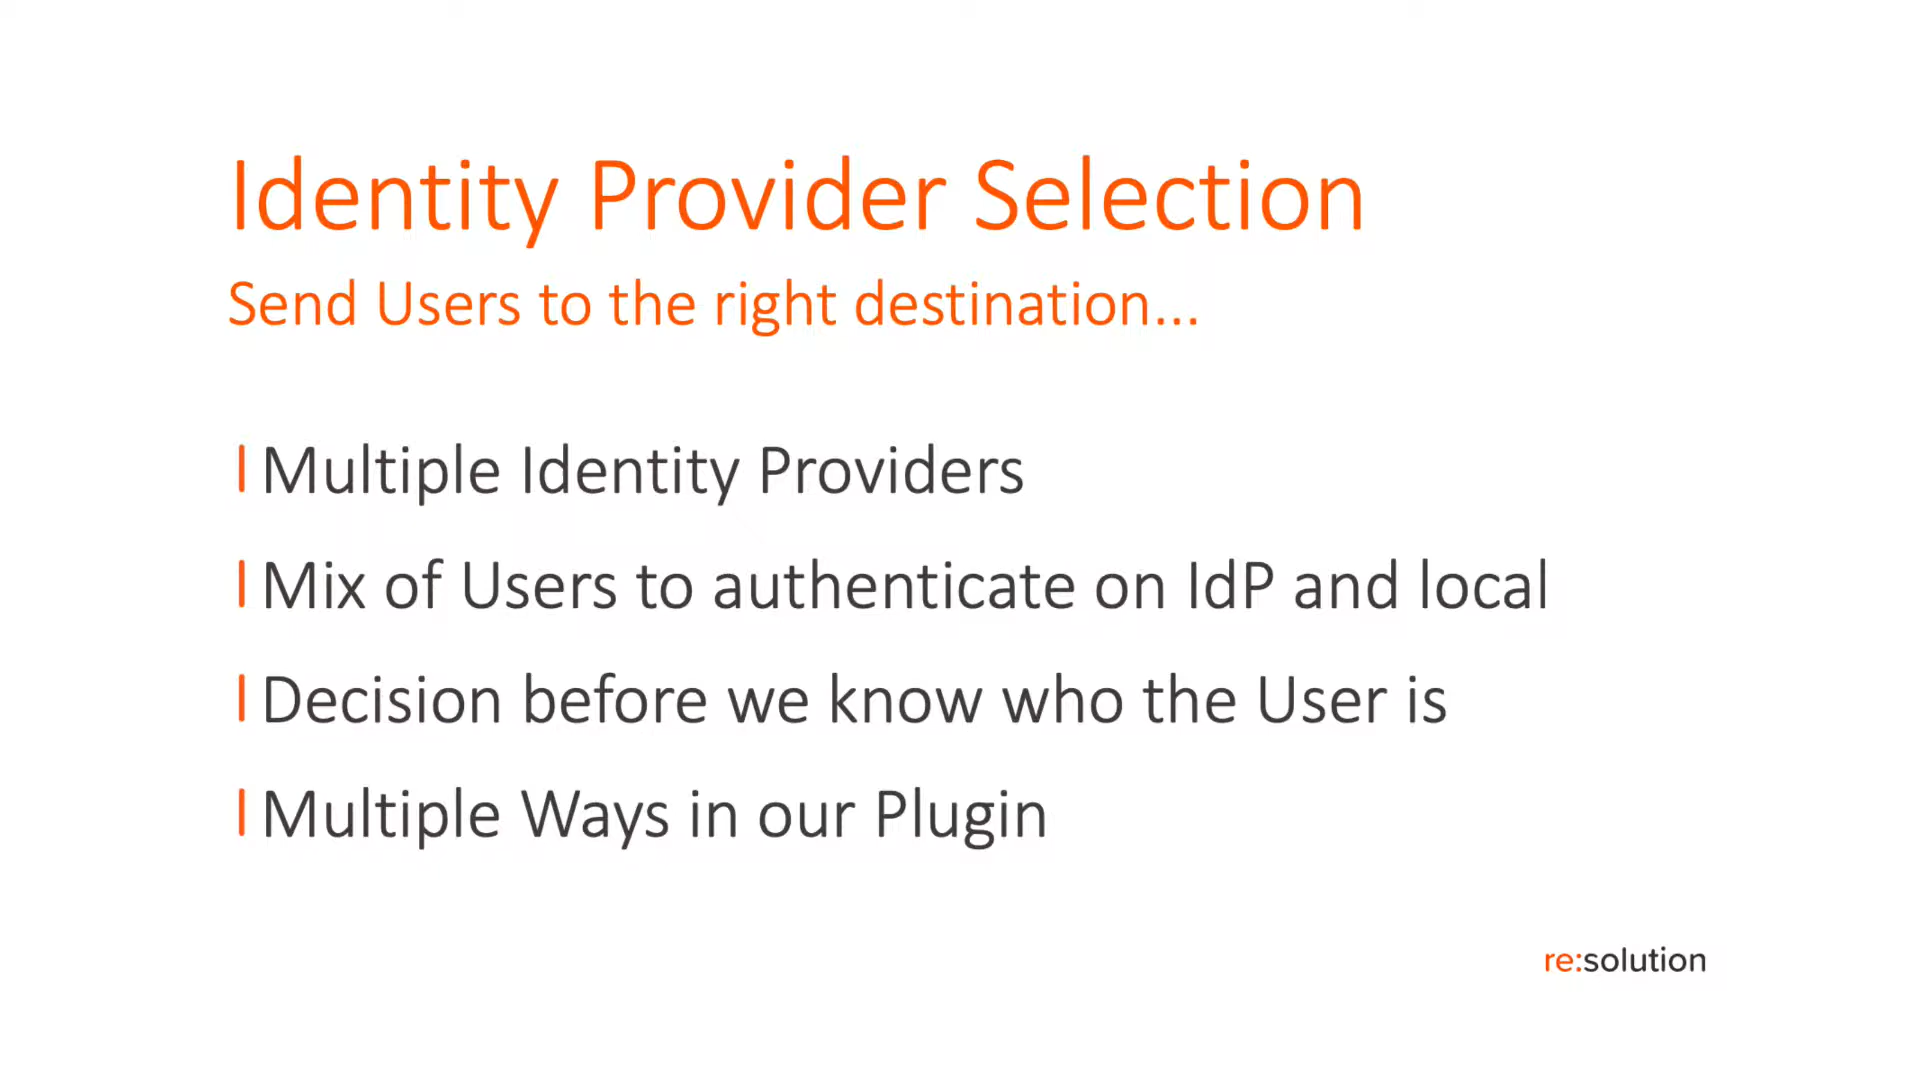 Identity Provider Selection
Send Users to the right destination...
Multiple Identity Providers
Mix of Users to authenticate on IdP and local
Decision before we know who the User is
Multiple Ways in our Plugin
re:solution